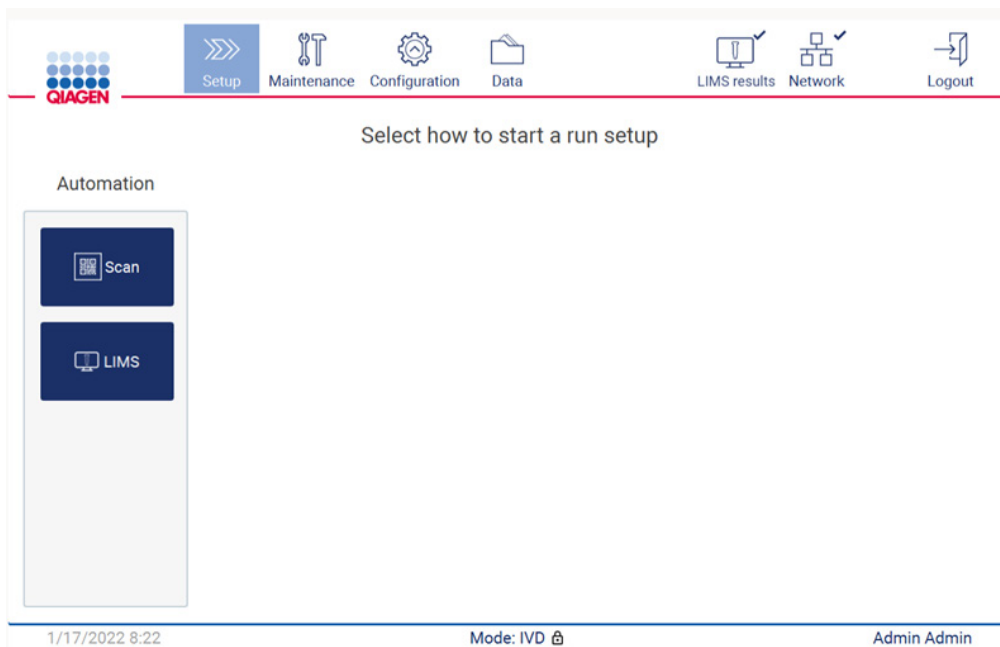 QIAGEN
Setup
Maintenance
Configuration
Data
LIMS results
Network
Logout
Select how to start a run setup
Automation
Scan
LIMS
1/17/2022 8:22
Mode: IVD
Admin Admin